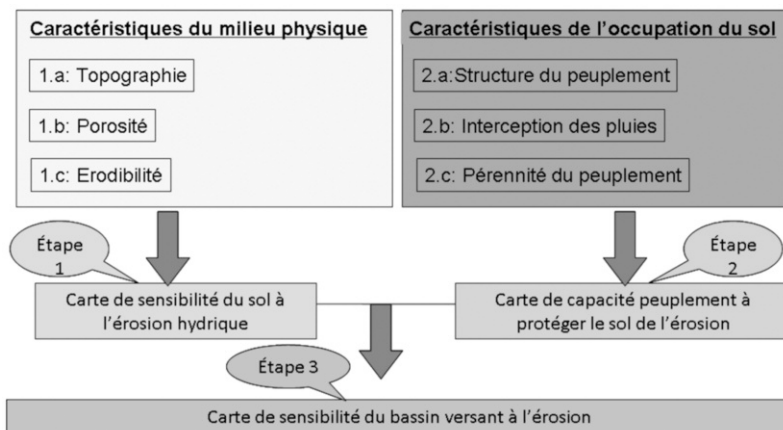 Caractéristiques du milieu physique
1.a: Topographie
1.b: Porosité
1.c: Erodibilité
Caractéristiques de l'occupation du sol
2.a:Structure du peuplement
2.b: Interception des pluies
2.c: Pérennité du peuplement
Étape
1
Étape
2
Carte de sensibilité du sol à
l'érosion hydrique
Carte de capacité peuplement à
protéger le sol de l'érosion
Étape 3
Carte de sensibilité du bassin versant à l'érosion